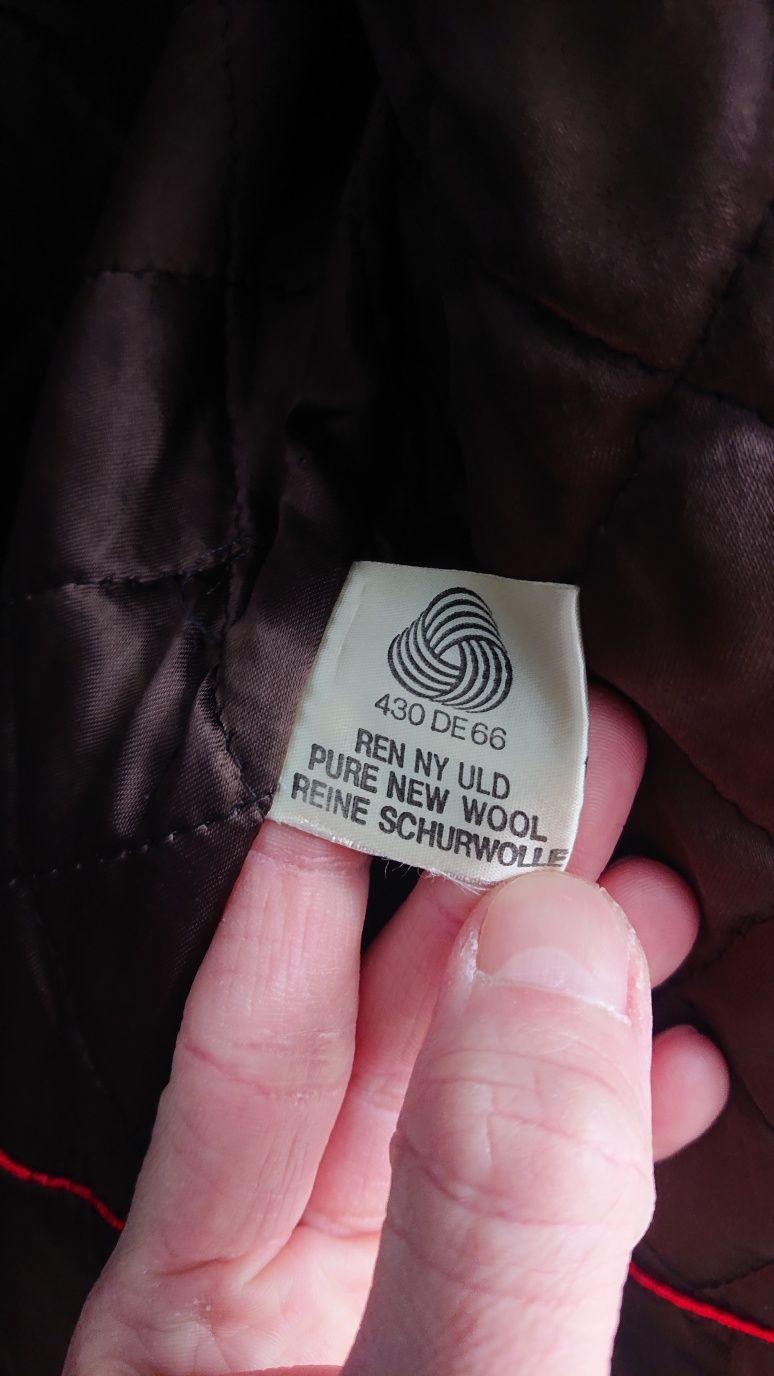 430 DE 66
REN NY ULD
PURE NEW WOOL
REINE SCHURWOLLE